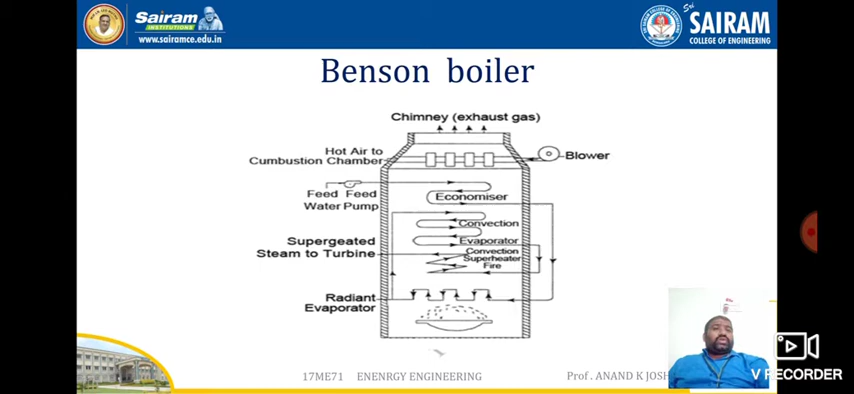 Sairam
INSTITUTIONS
www.sairamce.edu.in
Sri
SAIRAM
COLLEGE OF ENGINEERING
Benson boiler
Chimney (exhaust gas)
Hot Air to
Cumbustion Chamber
Blower
Feed Feed
Water Pump
Economiser
Convection
Evaporator
Supergeated
Steam to Turbine
Convection
Superheater
Fire
Radiant
Evaporator
17ME71 ENENRGY ENGINEERING
Prof. ANAND K JOSH
V RECORDER